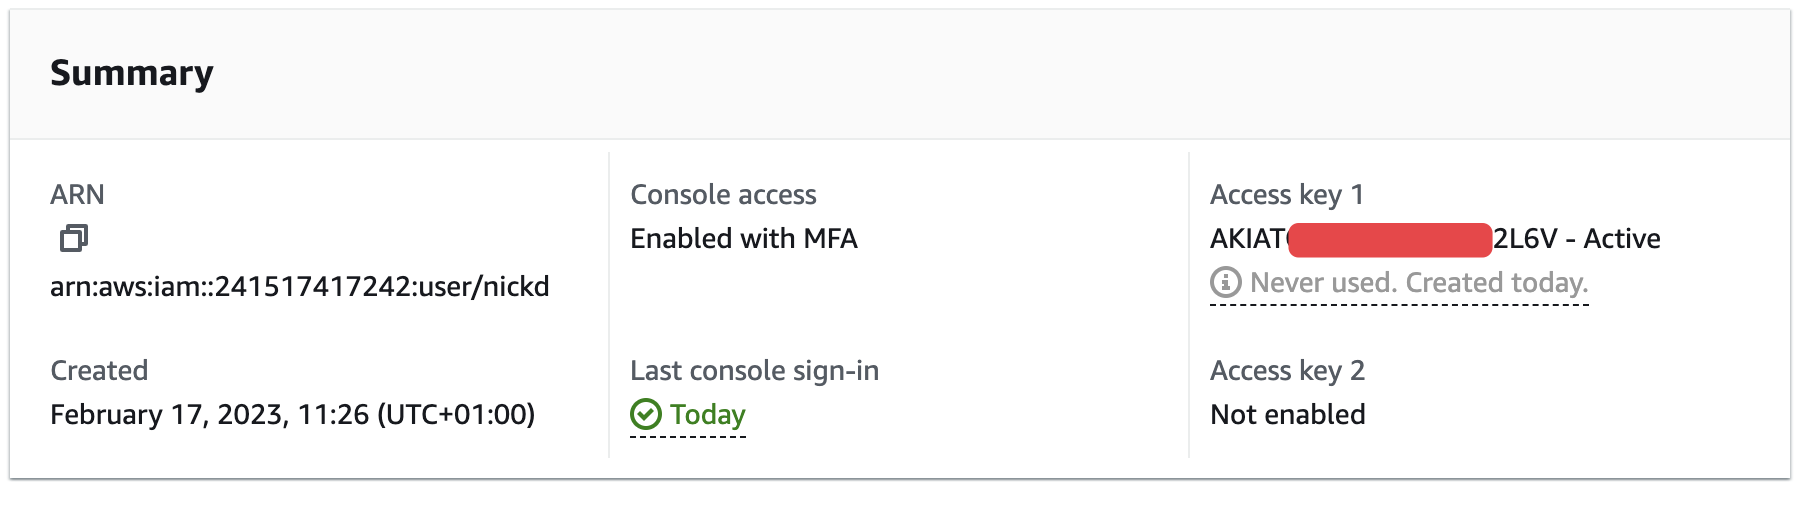 Summary
ARN
arn:aws:iam::241517417242:user/nickd
Created
February 17, 2023, 11:26 (UTC+01:00)
Console access
Enabled with MFA
Last console sign-in
Today
Access key 1
AKIAT 2L6V - Active
Never used. Created today.
Access key 2
Not enabled